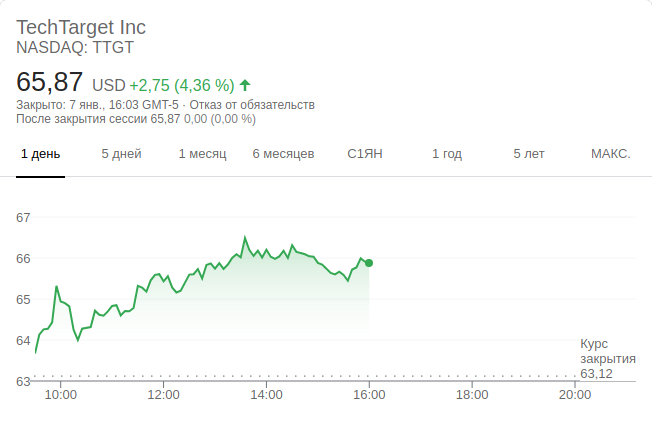 TechTarget Inc
NASDAQ: TTGT
65,87 USD +2,75 (4,36 %)
Закрыто: 7 янв., 16:03 GMT-5 · Отказ от обязательств
После закрытия сессии 65,87 0,00 (0,00 %)
1 день 5 дней 1 месяц 6 месяцев С1ЯН 1 год 5 лет МАКС.
67
66
65
64
Курс
закрытия
63,12
63
10:00 12:00 14:00 16:00 18:00 20:00